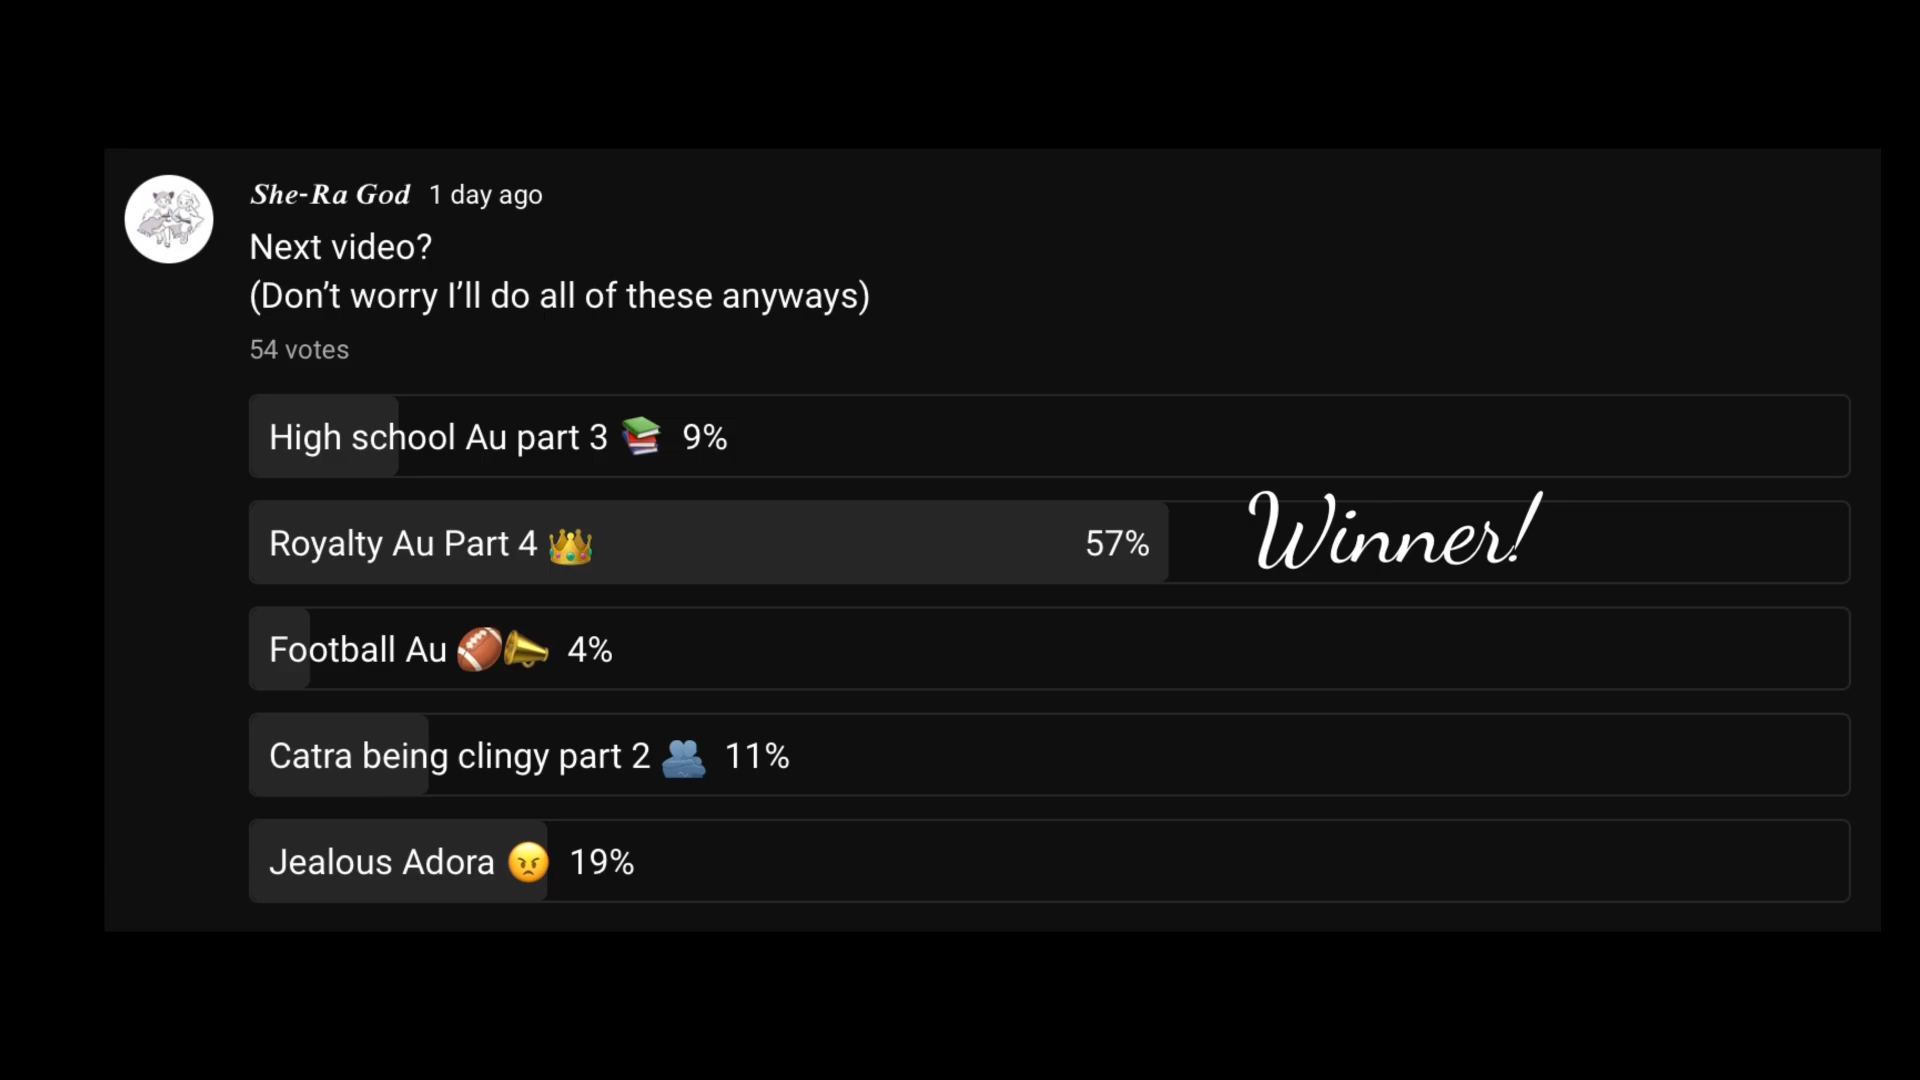 She-Ra God 1 day ago
Next video?
(Don’t worry I’ll do all of these anyways)
54 votes
High school Au part 3 📚 9%
Royalty Au Part 4 👑 57%
Winner!
Football Au 🏈📣 4%
Catra being clingy part 2 🫂 11%
Jealous Adora 😠 19%